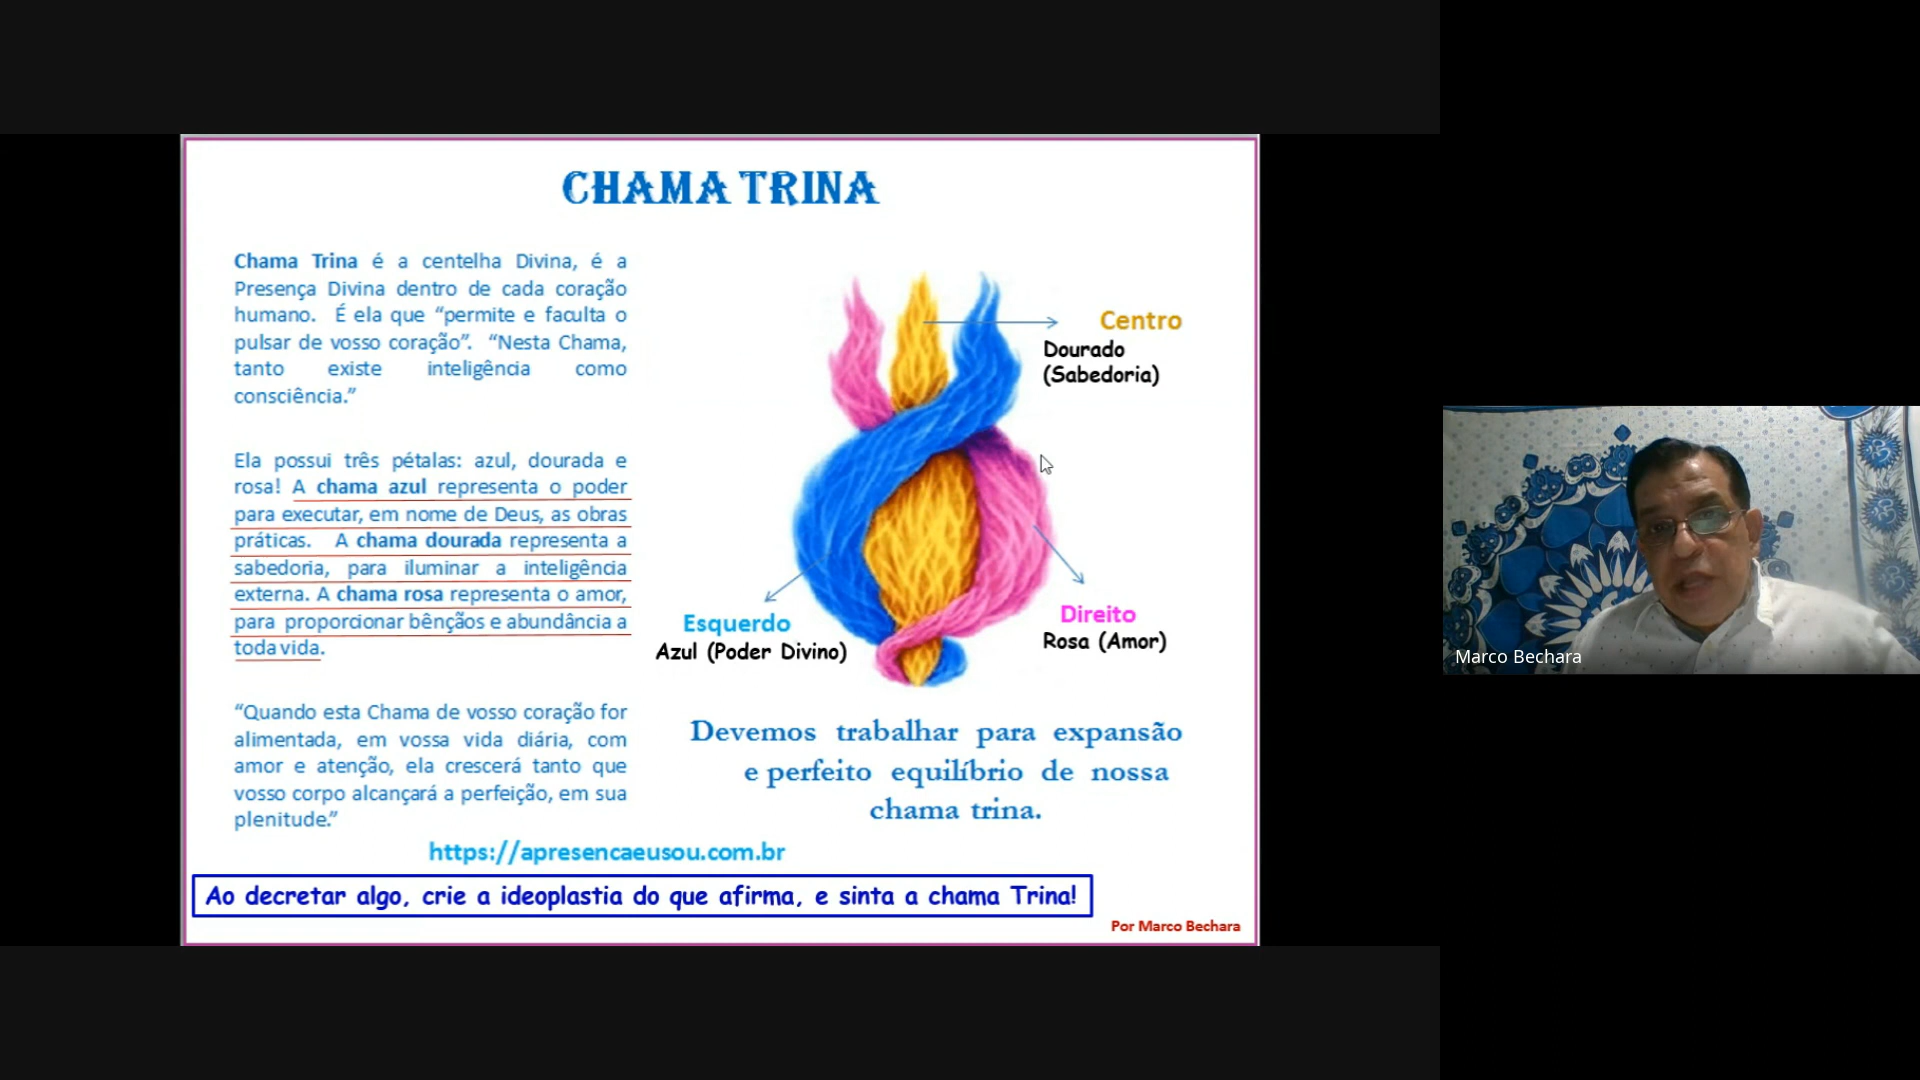 CHAMA TRINA
Chama Trina é a centelha Divina, é a
Presença Divina dentro de cada coração
humano. É ela que “permite e faculta o
pulsar de vosso coração”. “Nesta Chama,
tanto existe inteligência como
consciência.”
Ela possui três pétalas: azul, dourada e
rosa! A chama azul representa o poder
para executar, em nome de Deus, as obras
práticas. A chama dourada representa a
sabedoria, para iluminar a inteligência
externa. A chama rosa representa o amor,
para proporcionar bênçãos e abundância a
toda vida.
“Quando esta Chama de vosso coração for
alimentada, em vossa vida diária, com
amor e atenção, ela crescerá tanto que
vosso corpo alcançará a perfeição, em sua
plenitude.”
Centro
Dourado
(Sabedoria)
Esquerdo
Azul (Poder Divino)
Direito
Rosa (Amor)
Devemos trabalhar para expansão
e perfeito equilíbrio de nossa
chama trina.
https://apresencaeusou.com.br
Ao decretar algo, crie a ideoplastia do que afirma, e sinta a chama Trina!
Por Marco Bechara
Marco Bechara